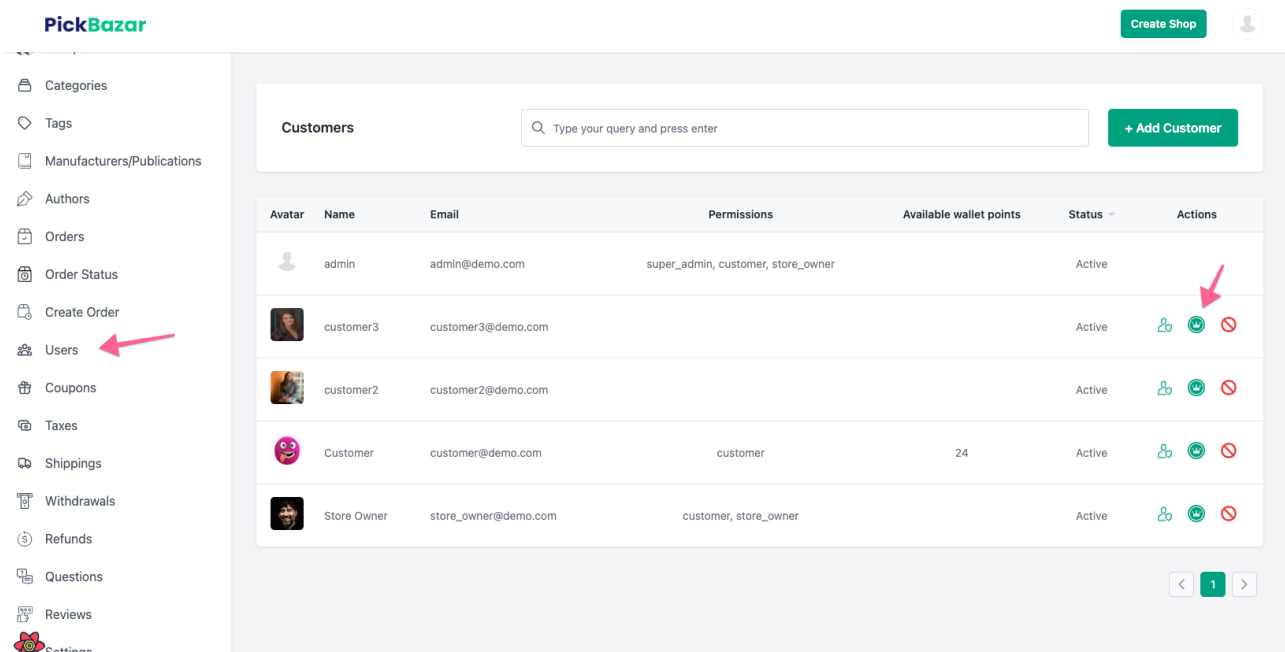 PickBazar
Create Shop
Categories
Tags
Manufacturers/Publications
Authors
Orders
Order Status
Create Order
Users
Coupons
Taxes
Shippings
Withdrawals
Refunds
Questions
Reviews
Settings
Customers
Type your query and press enter
+ Add Customer
Avatar Name Email Permissions Available wallet points Status Actions
admin admin@demo.com super_admin, customer, store_owner Active
customer3 customer3@demo.com Active
customer2 customer2@demo.com Active
Customer customer@demo.com customer 24 Active
Store Owner store_owner@demo.com customer, store_owner Active
1